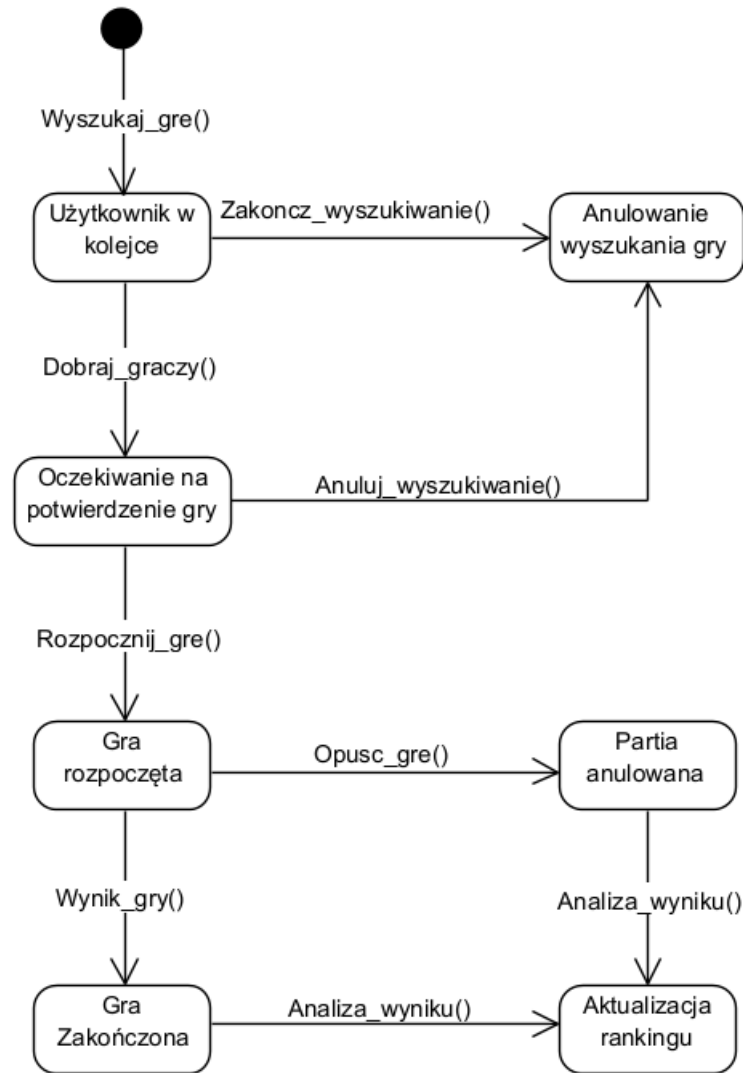 Wyszukaj_gre()
Użytkownik w
kolejce
Zakoncz_wyszukiwanie()
Anulowanie
wyszukania gry
Dobraj_graczy()
Oczekiwanie na
potwierdzenie gry
Anuluj_wyszukiwanie()
Rozpocznij_gre()
Gra
rozpoczęta
Opusc_gre()
Partia
anulowana
Wynik_gry()
Analiza_wyniku()
Gra
Zakończona
Analiza_wyniku()
Aktualizacja
rankingu